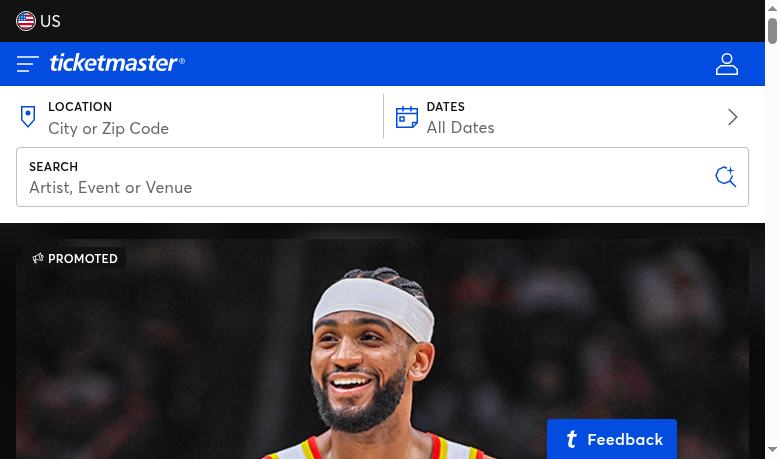 US
ticketmaster®
LOCATION
City or Zip Code
DATES
All Dates
SEARCH
Artist, Event or Venue
PROMOTED
t Feedback